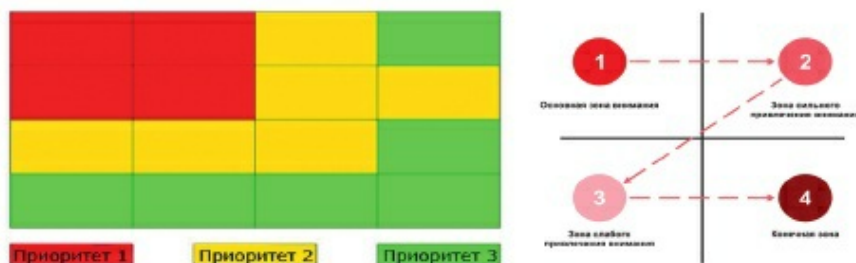 1
2
Основная зона внимания
Зона сильного
привлечения внимания
3
4
Зона слабого
привлечения внимания
Конечная зона
Приоритет 1
Приоритет 2
Приоритет 3